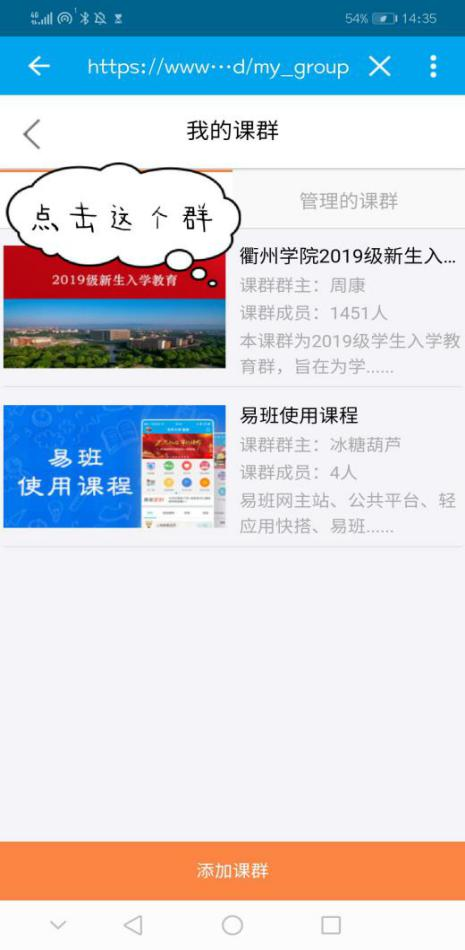 54% 14:35
https://www…d/my_group
我的课群
管理的课群
点击这个群
2019级新生入学教育
衢州学院2019级新生入...
课群群主：周康
课群成员：1451人
本课群为2019级学生入学教
育群，旨在为学......
易班
使用课程
易班使用课程
课群群主：冰糖葫芦
课群成员：4人
易班网主站、公共平台、轻
应用快搭、易班......
添加课群